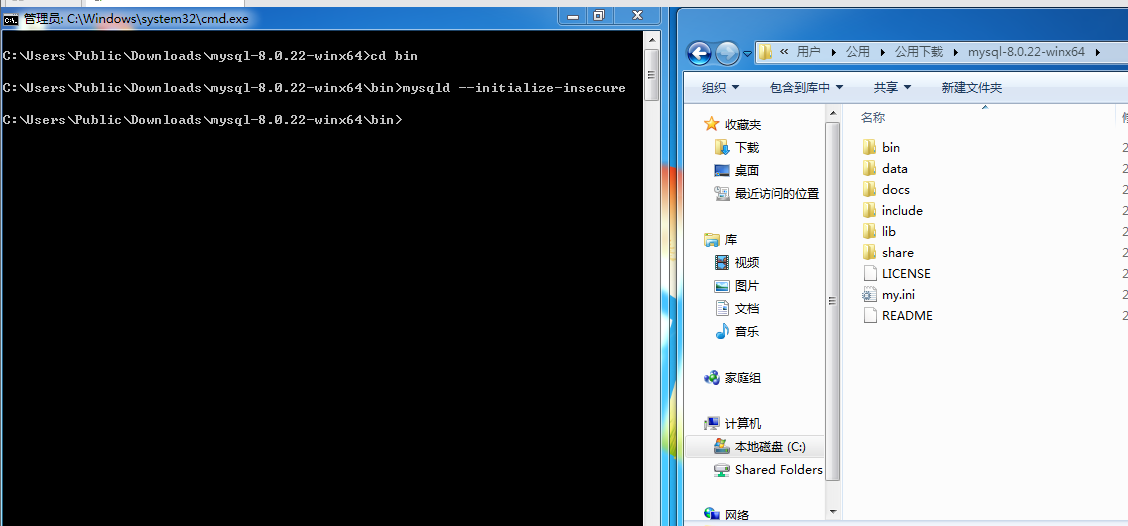 管理员: C:\Windows\system32\cmd.exe
C:\Users\Public\Downloads\mysql-8.0.22-winx64>cd bin
C:\Users\Public\Downloads\mysql-8.0.22-winx64\bin>mysqld --initialize-insecure
C:\Users\Public\Downloads\mysql-8.0.22-winx64\bin>
« 用户 公用 公用下载 mysql-8.0.22-winx64
组织 包含到库中 共享 新建文件夹
收藏夹
下载
桌面
最近访问的位置
库
视频
图片
文档
音乐
家庭组
计算机
本地磁盘 (C:)
Shared Folders
网络
名称
bin
data
docs
include
lib
share
LICENSE
my.ini
README